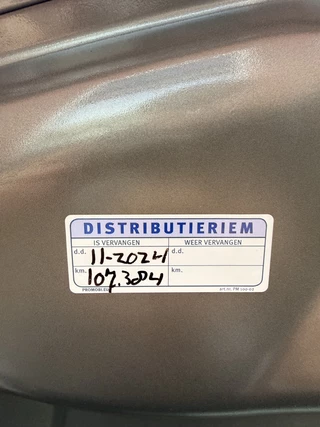 DISTRIBUTIERIEM
IS VERVANGEN WEER VERVANGEN
d.d. 11-2024 d.d.
km. 107.384 km.